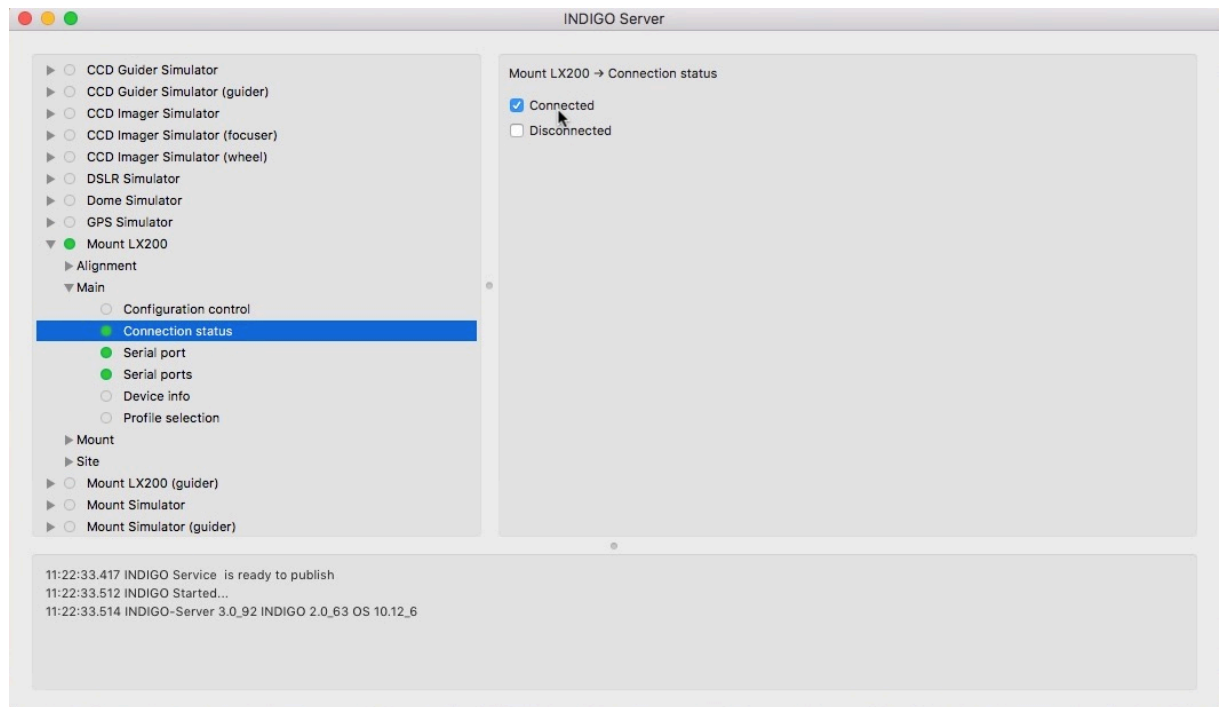 INDIGO Server
CCD Guider Simulator
CCD Guider Simulator (guider)
CCD Imager Simulator
CCD Imager Simulator (focuser)
CCD Imager Simulator (wheel)
DSLR Simulator
Dome Simulator
GPS Simulator
Mount LX200
Alignment
Main
Configuration control
Connection status
Serial port
Serial ports
Device info
Profile selection
Mount
Site
Mount LX200 (guider)
Mount Simulator
Mount Simulator (guider)
Mount LX200 → Connection status
Connected
Disconnected
11:22:33.417 INDIGO Service is ready to publish
11:22:33.512 INDIGO Started...
11:22:33.514 INDIGO-Server 3.0_92 INDIGO 2.0_63 OS 10.12_6